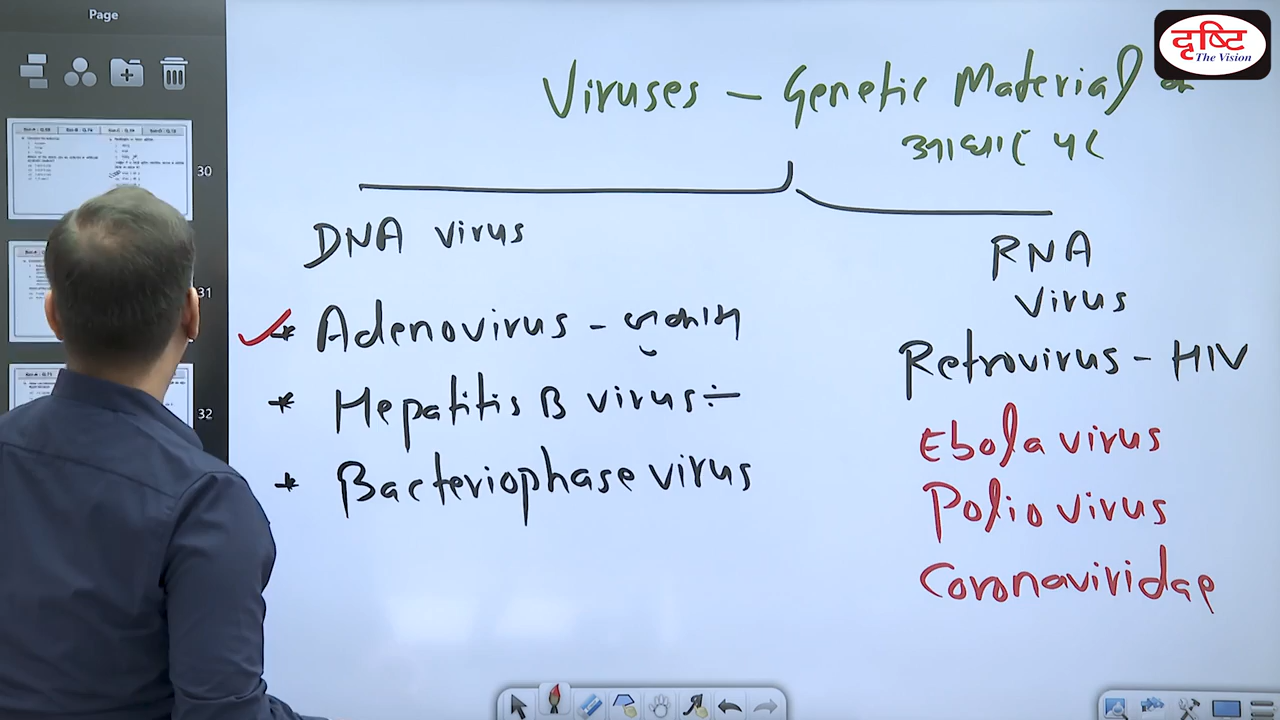 Page
दृष्टि
The Vision
Viruses - Genetic Material के
आधार पर
DNA virus
RNA
Virus
* Adenovirus - जुकाम
Retrovirus - HIV
* Hepatitis B virus :-
Ebola virus
* Bacteriophase virus
Polio virus
Coronaviridae
30
31
32